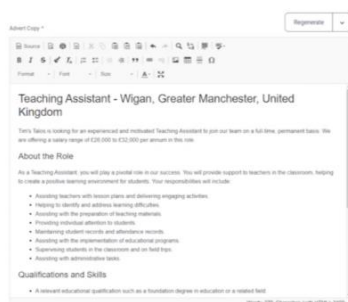 Advert Copy *
Regenerate
Source
B I S
Format Font Size A
Teaching Assistant - Wigan, Greater Manchester, United
Kingdom
Tim's Talos is looking for an experienced and motivated Teaching Assistant to join our team on a full-time, permanent basis. We
are offering a salary range of to £32,000 per annum in this role.
About the Role
As a Teaching Assistant, you will play a pivotal role in our success. You will provide support to teachers in the classroom, helping
to create a positive learning environment for students. Your responsibilities will include:
Assisting teachers with lesson plans and delivering engaging activities.
Helping to identify and address learning difficulties.
Assisting with the preparation of teaching materials.
Providing individual attention to students.
Maintaining student records and attendance records.
Assisting with the implementation of educational programs.
Supervising students in the classroom and on field trips.
Assisting with administrative tasks.
Qualifications and Skills
A relevant educational qualification such as a foundation degree in education or a related field.